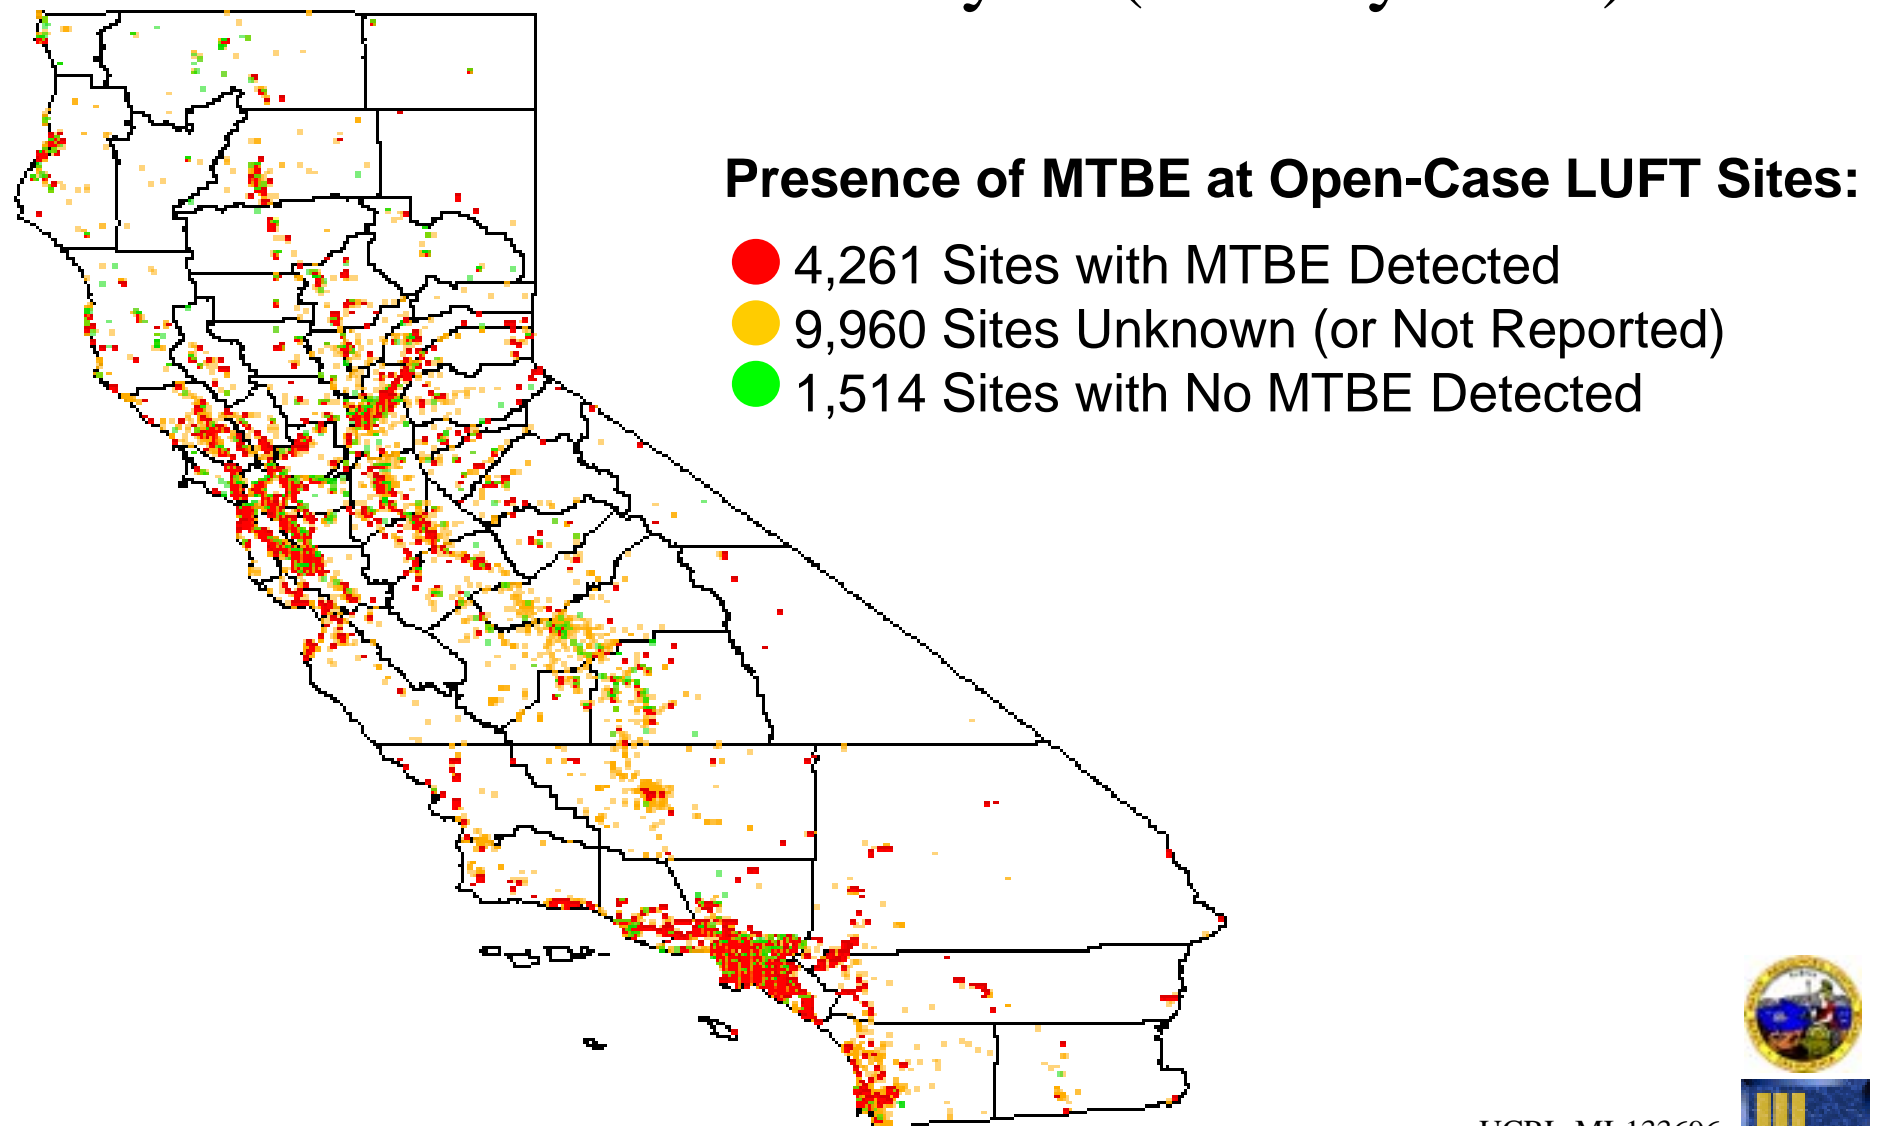 Presence of MTBE at Open-Case LUFT Sites:
4,261 Sites with MTBE Detected
9,960 Sites Unknown (or Not Reported)
1,514 Sites with No MTBE Detected